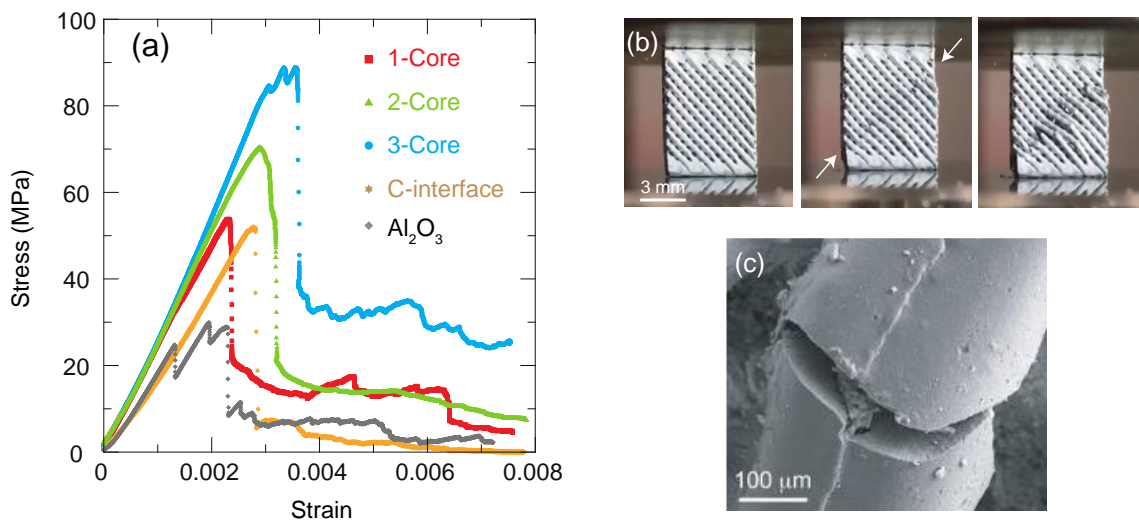 (a)
1-Core
2-Core
3-Core
C-interface
Al₂O₃
Stress (MPa)
100
80
60
40
20
0
0
0.002
0.004
0.006
0.008
Strain
(b)
3 mm
(c)
100 μm